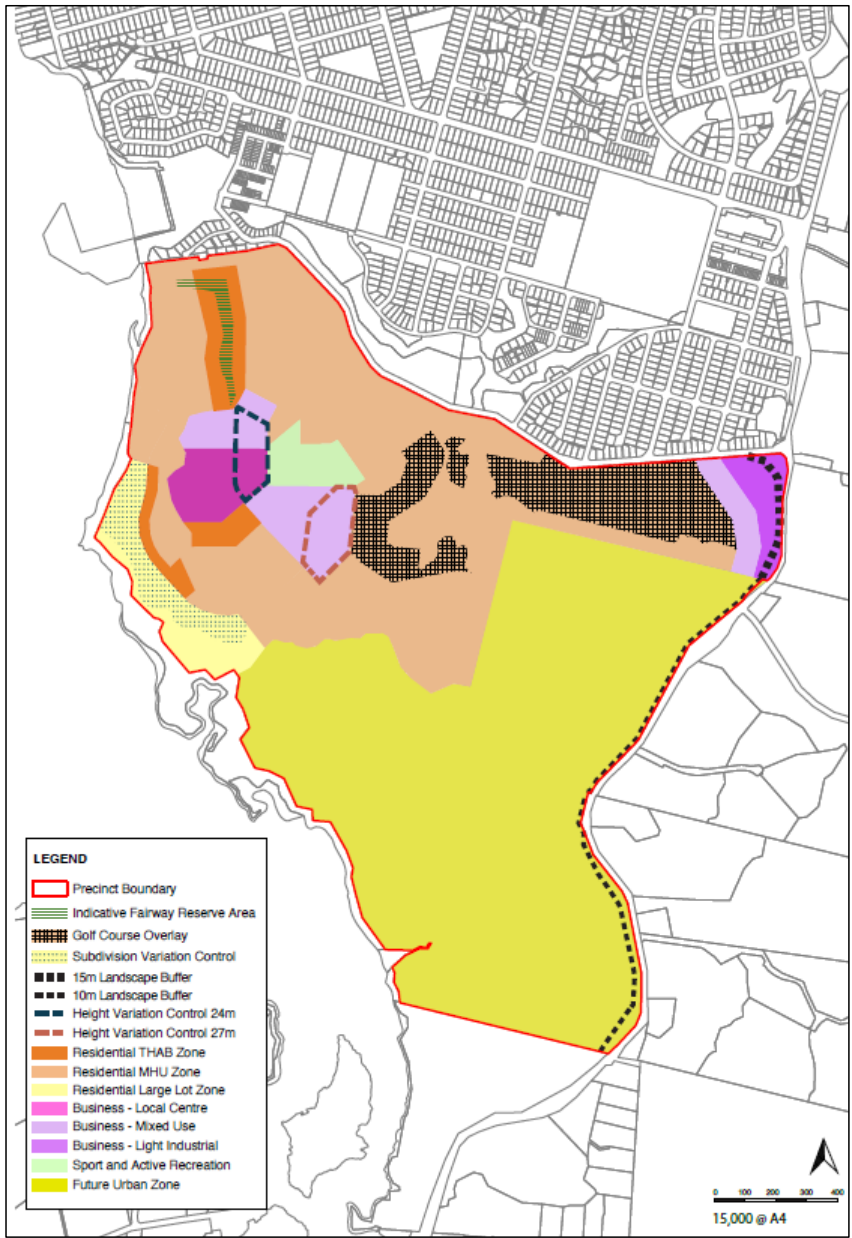 LEGEND
Precinct Boundary
Indicative Fairway Reserve Area
Golf Course Overlay
Subdivision Variation Control
15m Landscape Buffer
10m Landscape Buffer
Height Variation Control 24m
Height Variation Control 27m
Residential THAB Zone
Residential MHU Zone
Residential Large Lot Zone
Business - Local Centre
Business - Mixed Use
Business - Light Industrial
Sport and Active Recreation
Future Urban Zone
0 100 200 300 400
15,000 @ A4